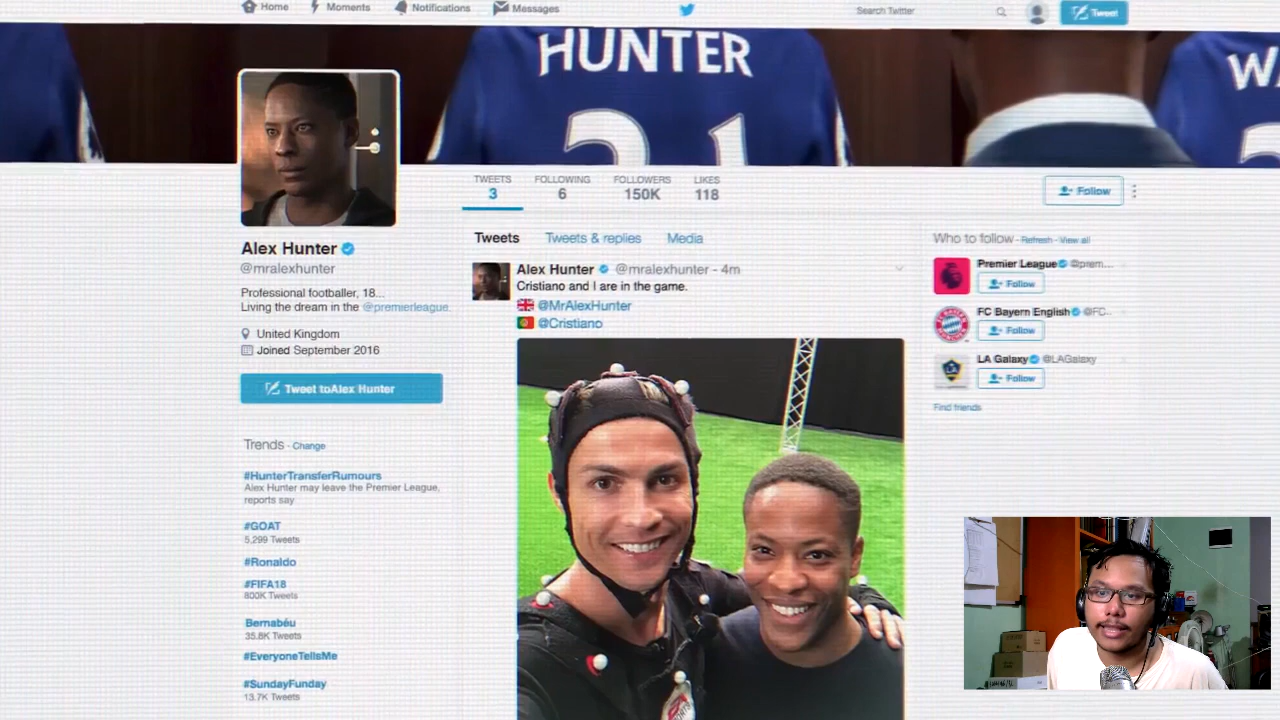 Home
Moments
Notifications
Messages
Search Twitter
Tweet
HUNTER
21
TWEETS
3
FOLLOWING
6
FOLLOWERS
150K
LIKES
118
Follow
Alex Hunter
@mralexhunter
Professional footballer, 18...
Living the dream in the @premierleague.
United Kingdom
Joined September 2016
Tweet toAlex Hunter
Trends · Change
#HunterTransferRumours
Alex Hunter may leave the Premier League,
reports say
#GOAT
5,299 Tweets
#Ronaldo
#FIFA18
800K Tweets
Bernabéu
35.8K Tweets
#EveryoneTellsMe
#SundayFunday
13.7K Tweets
Tweets
Tweets & replies
Media
Alex Hunter @mralexhunter - 4m
Cristiano and I are in the game.
@MrAlexHunter
@Cristiano
Who to follow · Refresh · View all
Premier League @prem...
Follow
FC Bayern English @FC..
Follow
LA Galaxy @LAGalaxy
Follow
Find friends